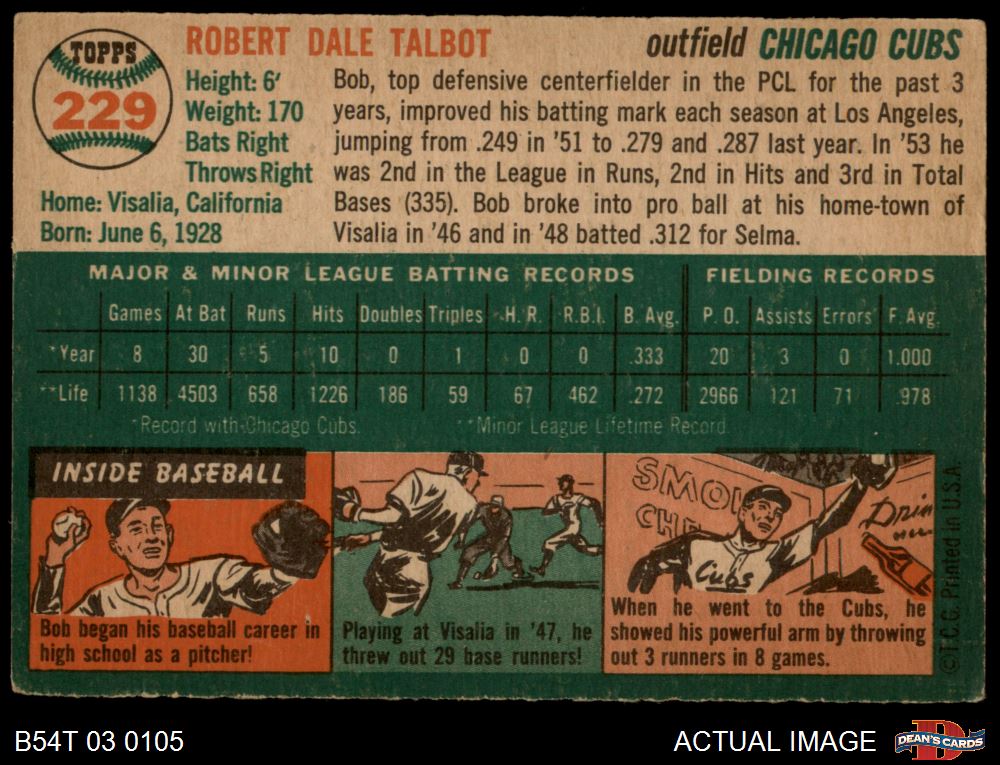 TOPPS
229
ROBERT DALE TALBOT
outfield CHICAGO CUBS
Height: 6'
Weight: 170
Bats Right
Throws Right
Home: Visalia, California
Born: June 6, 1928
Bob, top defensive centerfielder in the PCL for the past 3
years, improved his batting mark each season at Los Angeles,
jumping from .249 in '51 to .279 and .287 last year. In '53 he
was 2nd in the League in Runs, 2nd in Hits and 3rd in Total
Bases (335). Bob broke into pro ball at his home-town of
Visalia in '46 and in '48 batted .312 for Selma.
MAJOR & MINOR LEAGUE BATTING RECORDS FIELDING RECORDS
Games At Bat Runs Hits Doubles Triples H.R. R.B.I. B. Avg. P.O. Assists Errors F. Avg.
*Year 8 30 5 10 0 1 0 0 .333 20 3 0 1.000
**Life 1138 4503 658 1226 186 59 67 462 .272 2966 121 71 .978
*Record with Chicago Cubs. **Minor League Lifetime Record.
INSIDE BASEBALL
Bob began his baseball career in
high school as a pitcher!
Playing at Visalia in '47, he
threw out 29 base runners!
Cubs
When he went to the Cubs, he
showed his powerful arm by throwing
out 3 runners in 8 games.
©T.C.G. Printed in U.S.A.
B54T 03 0105
ACTUAL IMAGE
DEAN'S CARDS